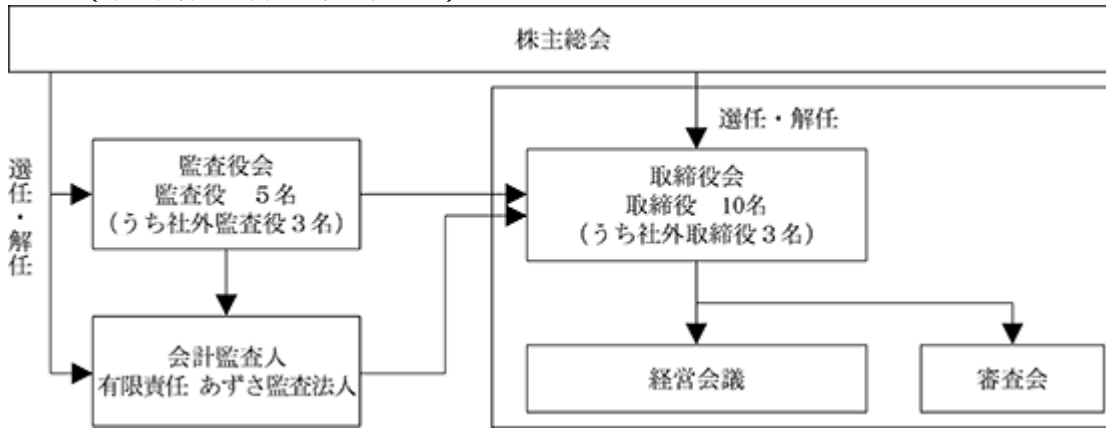 株主総会
選任・解任
選任・解任
監査役会
監査役 5名
(うち社外監査役3名)
取締役会
取締役 10名
(うち社外取締役3名)
会計監査人
有限責任 あずさ監査法人
経営会議
審査会